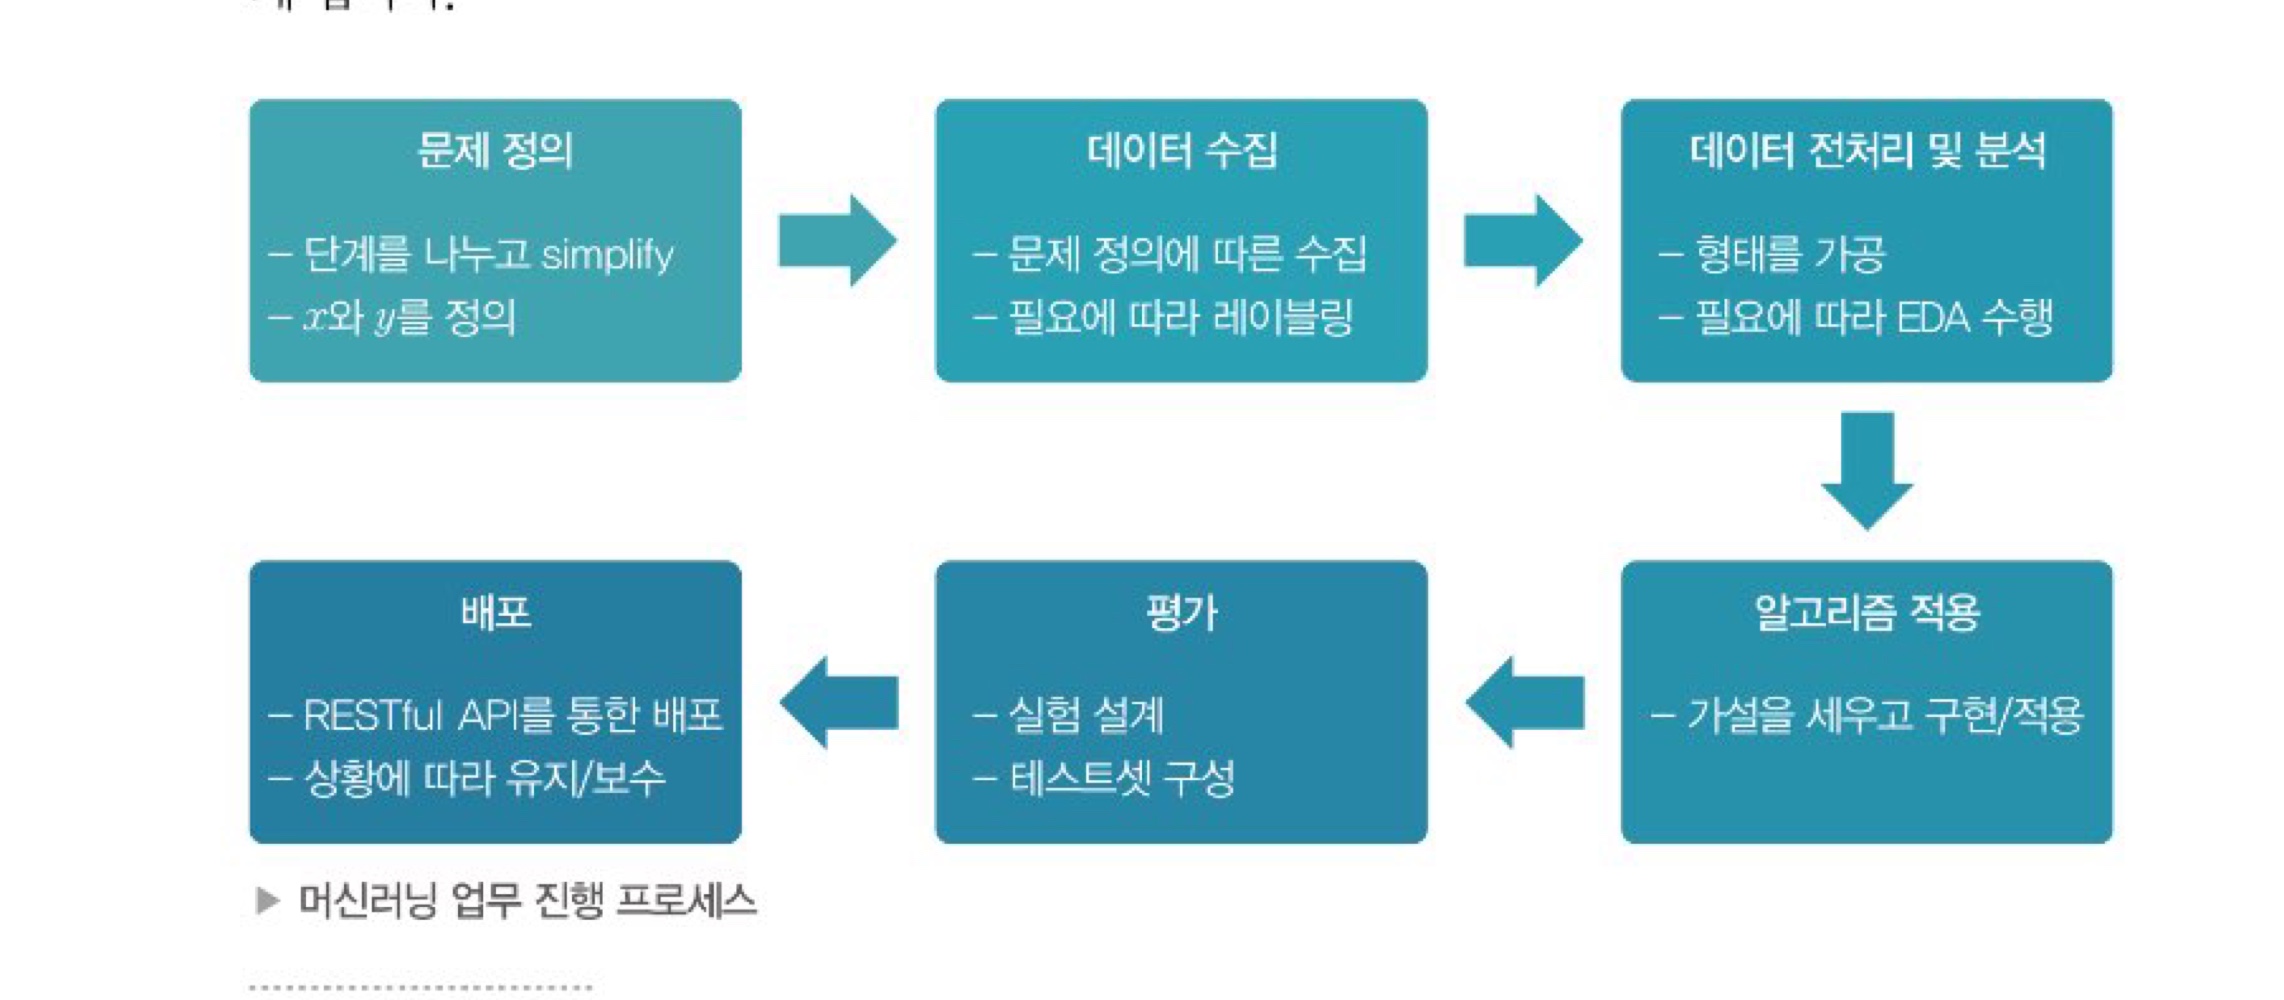 문제 정의
– 단계를 나누고 simplify
– x와 y를 정의
데이터 수집
– 문제 정의에 따른 수집
– 필요에 따라 레이블링
데이터 전처리 및 분석
– 형태를 가공
– 필요에 따라 EDA 수행
알고리즘 적용
– 가설을 세우고 구현/적용
평가
– 실험 설계
– 테스트셋 구성
배포
– RESTful API를 통한 배포
– 상황에 따라 유지/보수
▶ 머신러닝 업무 진행 프로세스